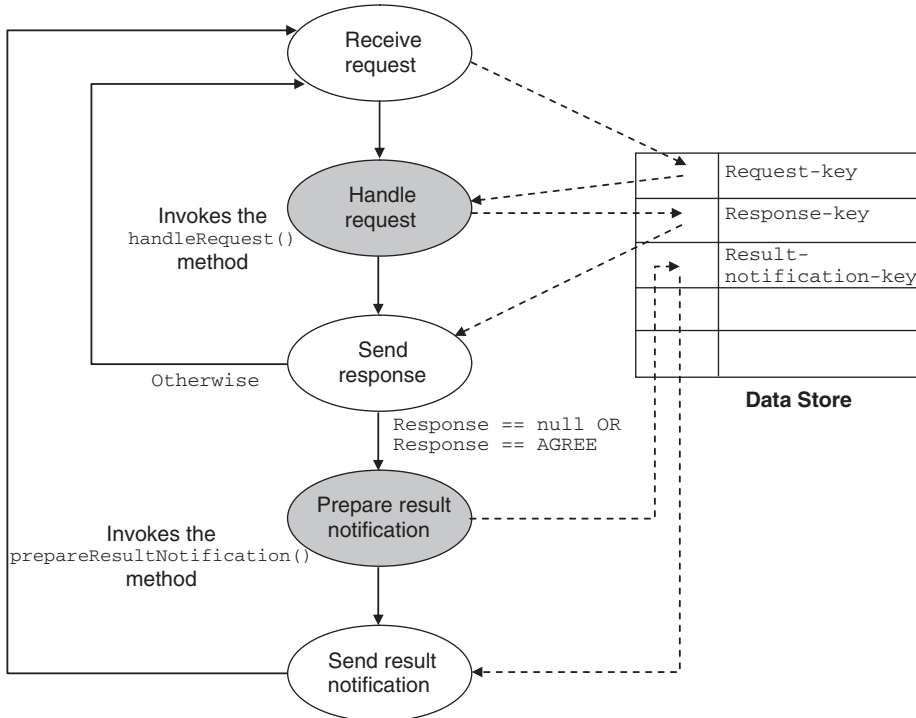 Receive
request
Request-key
Handle
request
Invokes the
handleRequest()
method
Response-key
Result-
notification-key
Send
response
Otherwise
Data Store
Response == null OR
Response == AGREE
Prepare result
notification
Invokes the
prepareResultNotification()
method
Send result
notification